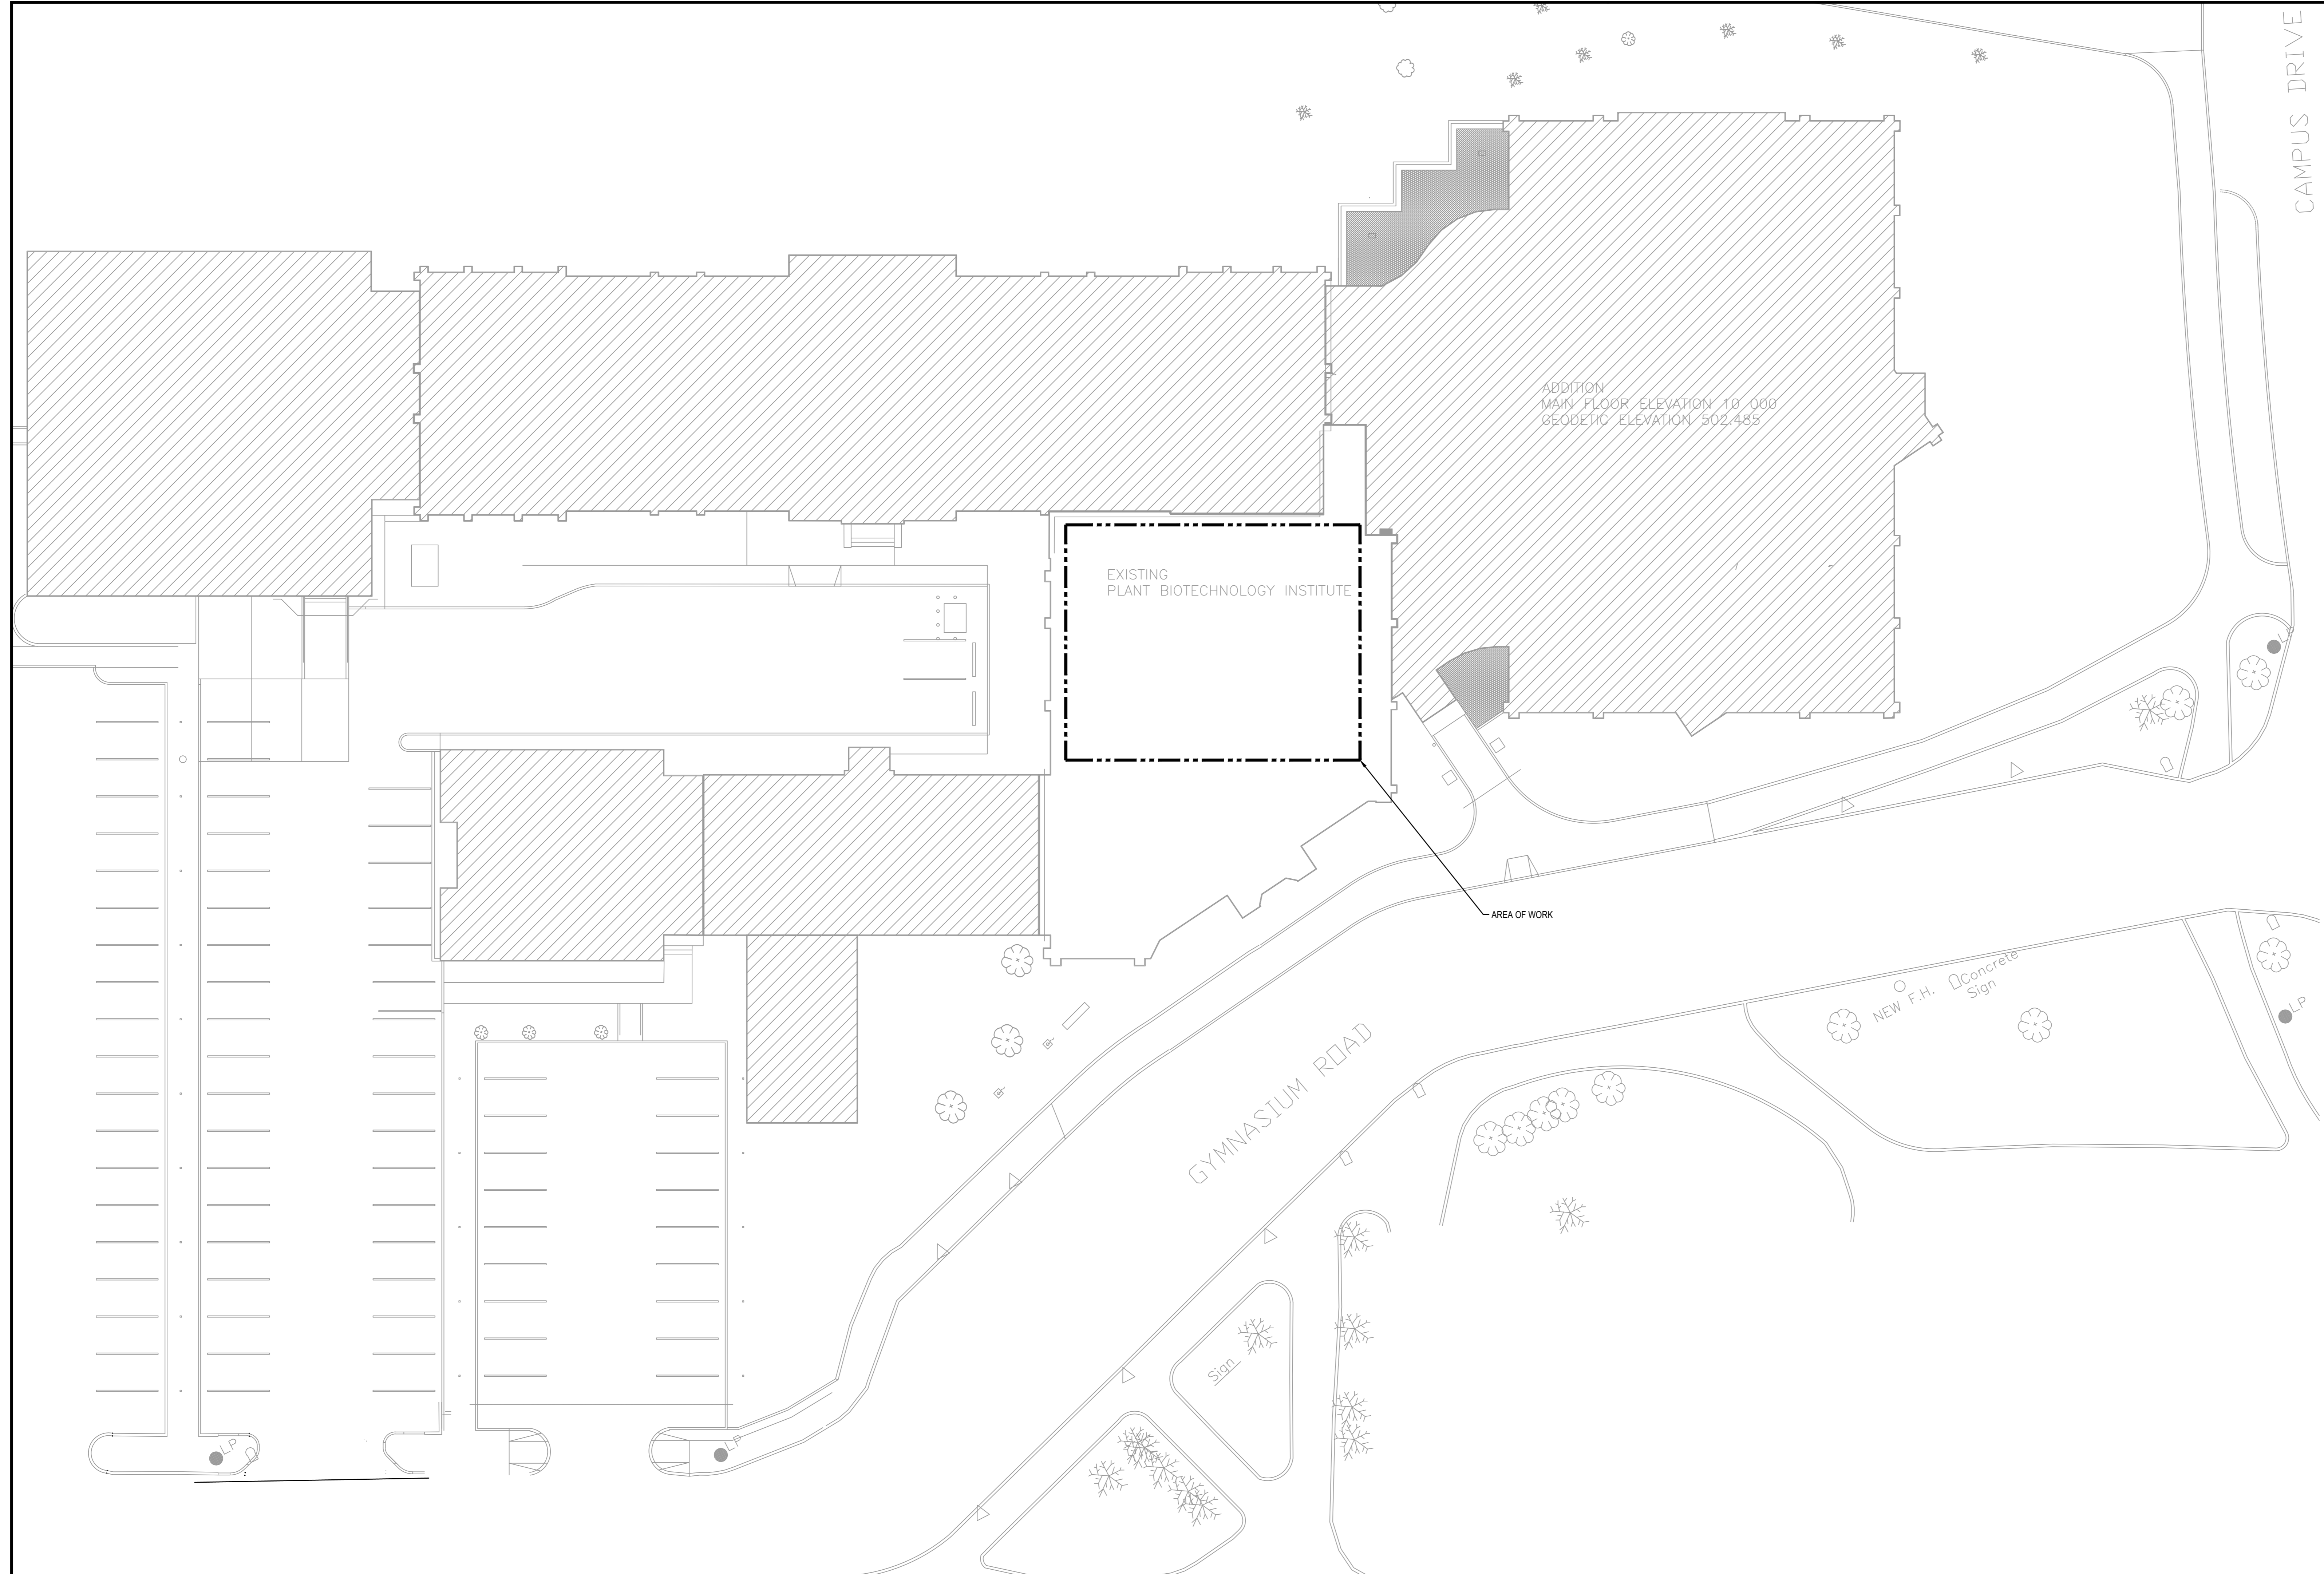 CAMPUS DRIVE
ADDITION
MAIN FLOOR ELEVATION 10 000
GEODETIC ELEVATION 502.485
EXISTING
PLANT BIOTECHNOLOGY INSTITUTE
LP
AREA OF WORK
NEW F.H.
Concrete
Sign
LP
GYMNASIUM ROAD
Sign
LP
LP